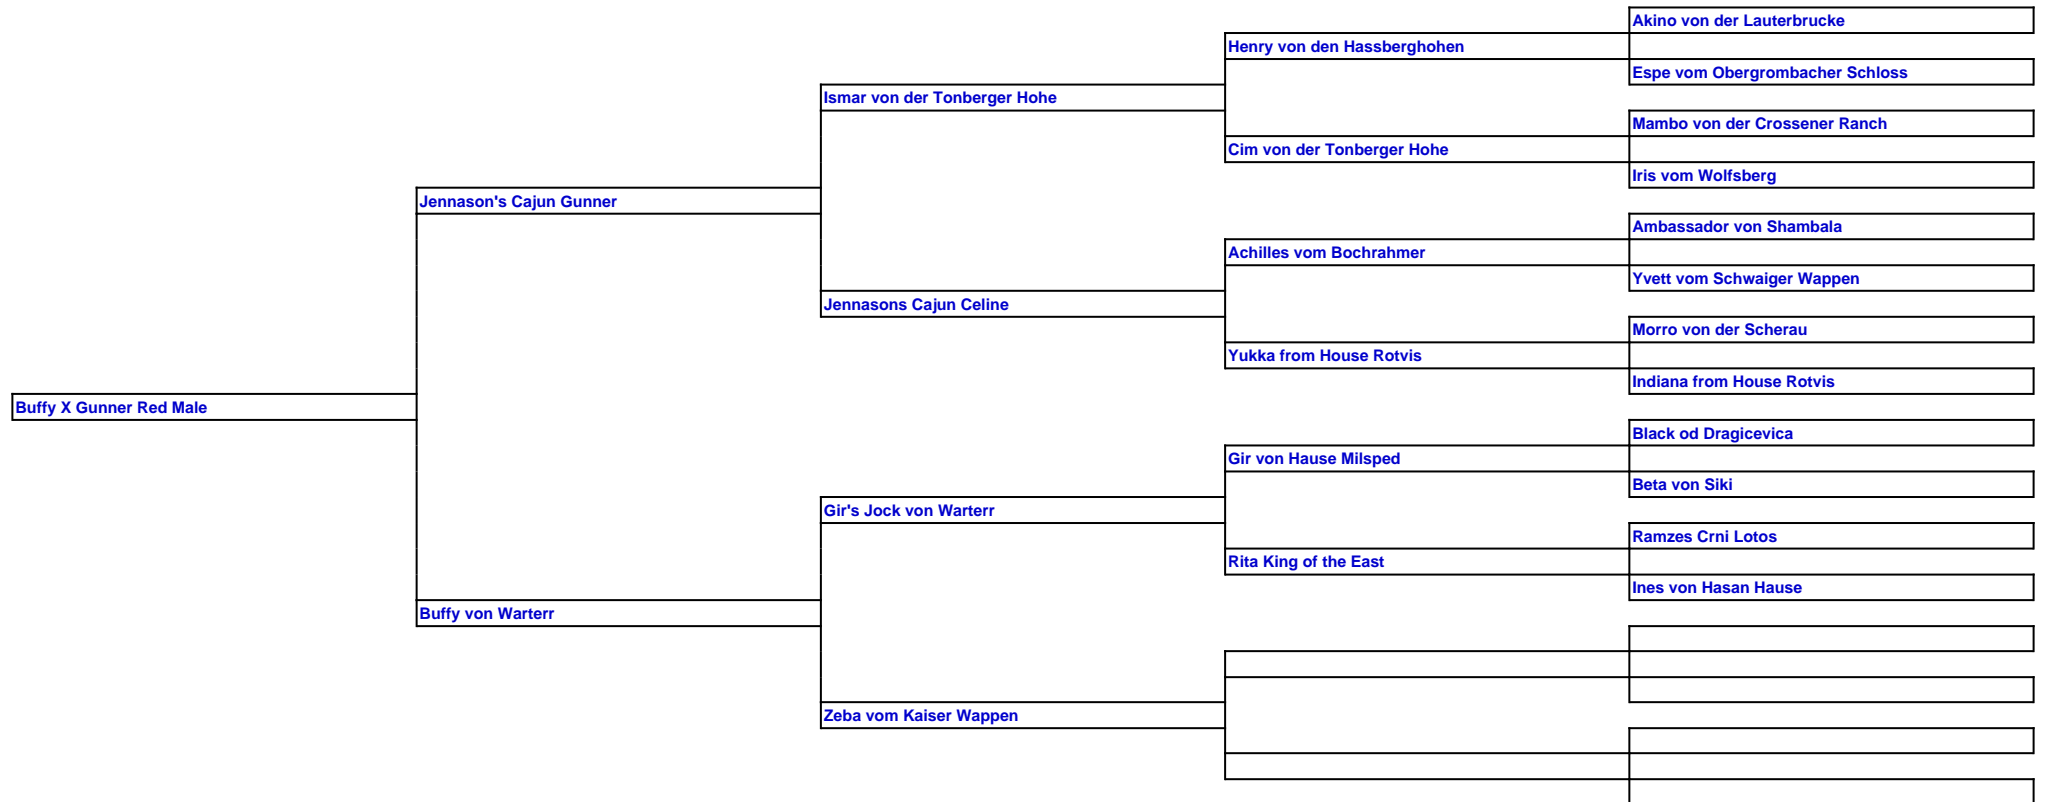 Akino von der Lauterbrucke
Henry von den Hassberghohen
Espe vom Obergrombacher Schloss
Ismar von der Tonberger Hohe
Mambo von der Crossener Ranch
Cim von der Tonberger Hohe
Iris vom Wolfsberg
Jennason's Cajun Gunner
Ambassador von Shambala
Achilles vom Bochrahmer
Yvett vom Schwaiger Wappen
Jennasons Cajun Celine
Morro von der Scherau
Yukka from House Rotvis
Indiana from House Rotvis
Buffy X Gunner Red Male
Black od Dragicevica
Gir von Hause Milsped
Beta von Siki
Gir's Jock von Warterr
Ramzes Crni Lotos
Rita King of the East
Ines von Hasan Hause
Buffy von Warterr
Zeba vom Kaiser Wappen